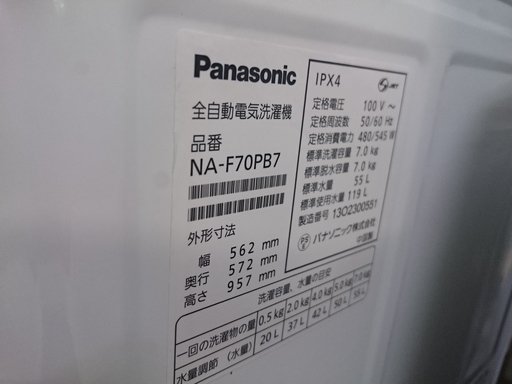 Panasonic
全自動電気洗濯機
品番
NA-F70PB7
外形寸法
幅 562 mm
奥行 572 mm
高さ 957 mm
IPX4
定格電圧 100 V ～
定格周波数 50/60 Hz
定格消費電力 480/545 W
標準洗濯容量 7.0 kg
標準脱水容量 7.0 kg
標準水量 55 L
標準使用水量 119 L
製造番号 13O2300551
パナソニック株式会社
中国製
洗濯容量、水量の目安
一回の洗濯物の量 0.5 kg 2.0 kg 4.0 kg 5.0 kg 7.0 kg
水量調節 (水量) 20 L 37 L 42 L 50 L 55 L